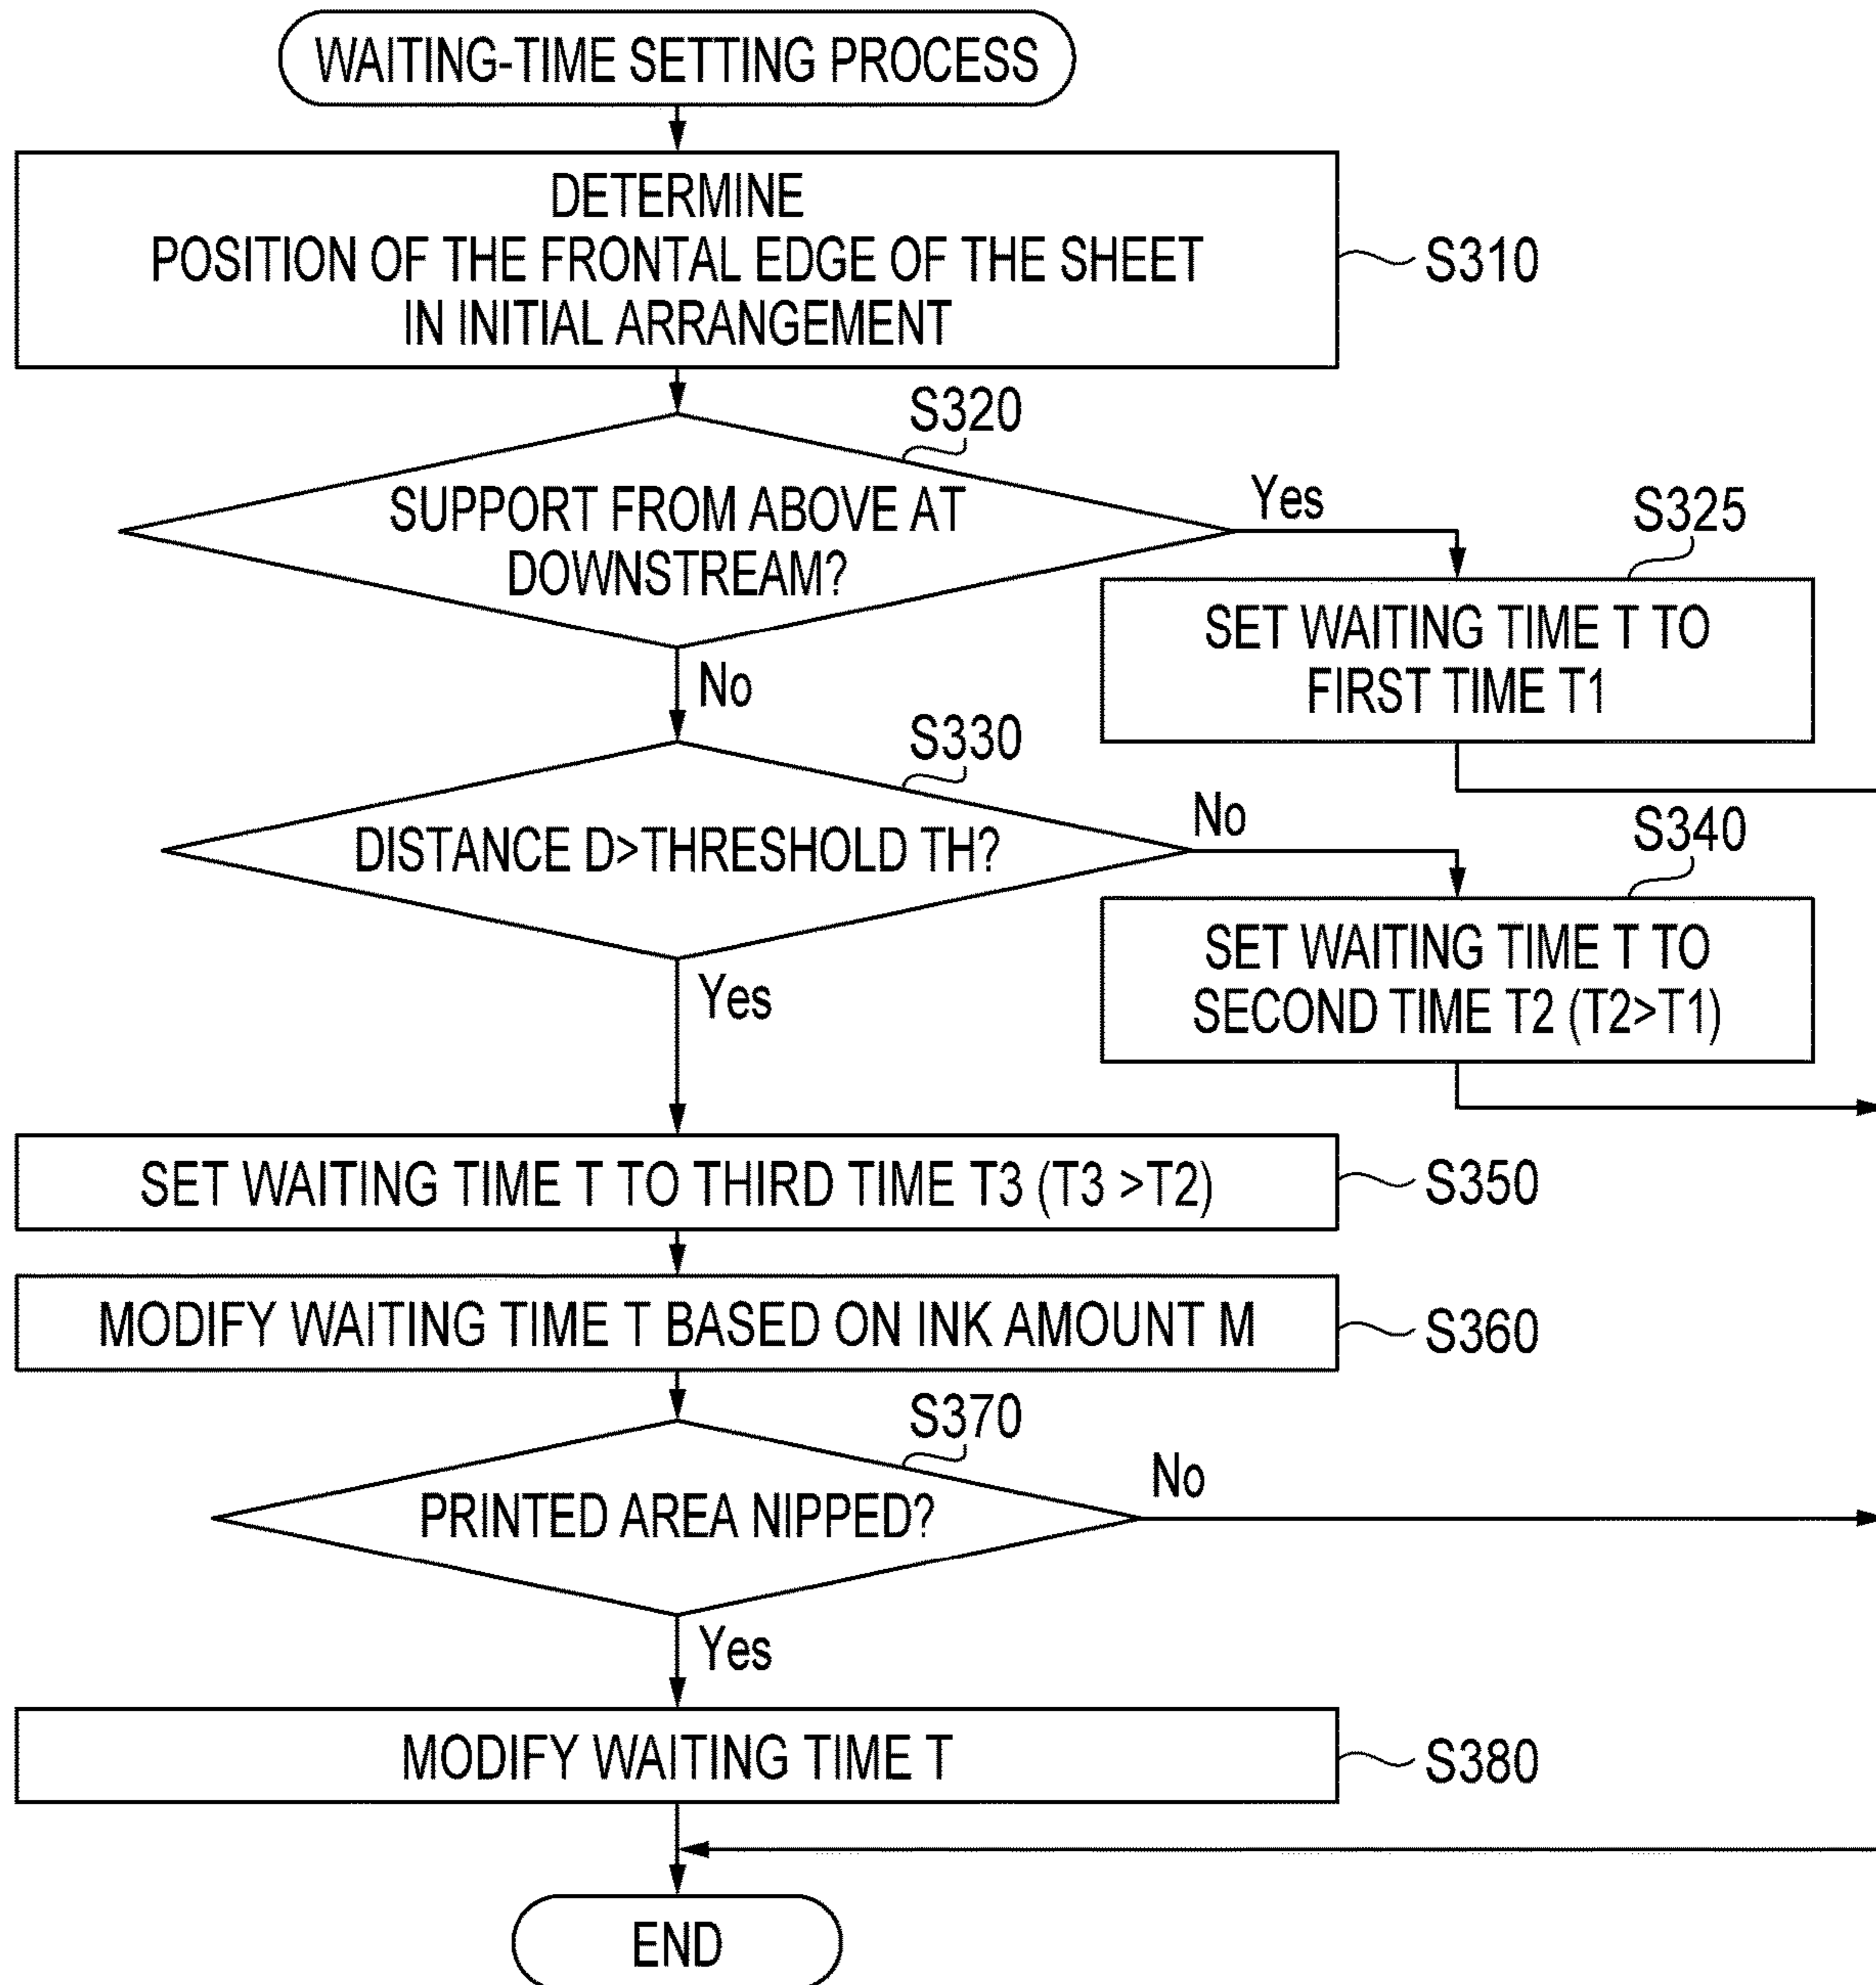 WAITING-TIME SETTING PROCESS
DETERMINE
POSITION OF THE FRONTAL EDGE OF THE SHEET
IN INITIAL ARRANGEMENT
S310
S320
SUPPORT FROM ABOVE AT
DOWNSTREAM?
Yes
No
S325
SET WAITING TIME T TO
FIRST TIME T1
S330
DISTANCE D>THRESHOLD TH?
No
Yes
S340
SET WAITING TIME T TO
SECOND TIME T2 (T2>T1)
SET WAITING TIME T TO THIRD TIME T3 (T3 >T2)
S350
MODIFY WAITING TIME T BASED ON INK AMOUNT M
S360
S370
PRINTED AREA NIPPED?
No
Yes
MODIFY WAITING TIME T
S380
END